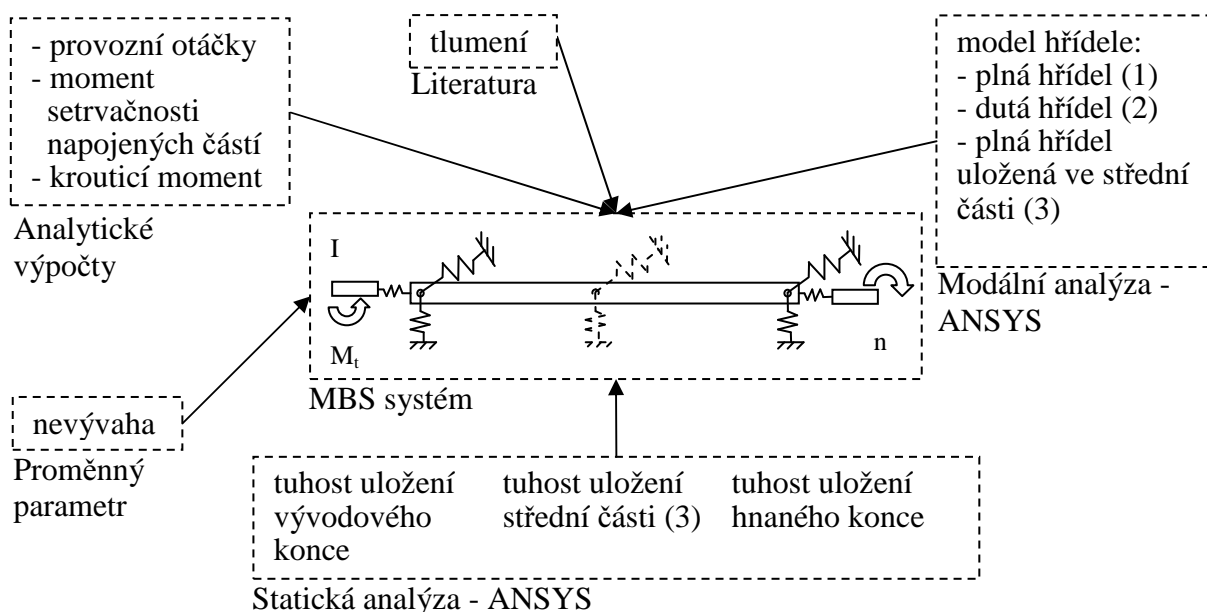 - provozní otáčky
- moment
setrvačnosti
napojených částí
- krouticí moment
Analytické
výpočty
tlumení
Literatura
model hřídele:
- plná hřídel (1)
- dutá hřídel (2)
- plná hřídel
uložená ve střední
části (3)
Modální analýza -
ANSYS
I
Mt
n
MBS systém
nevývaha
Proměnný
parametr
tuhost uložení
vývodového
konce
tuhost uložení
střední části (3)
tuhost uložení
hnaného konce
Statická analýza - ANSYS